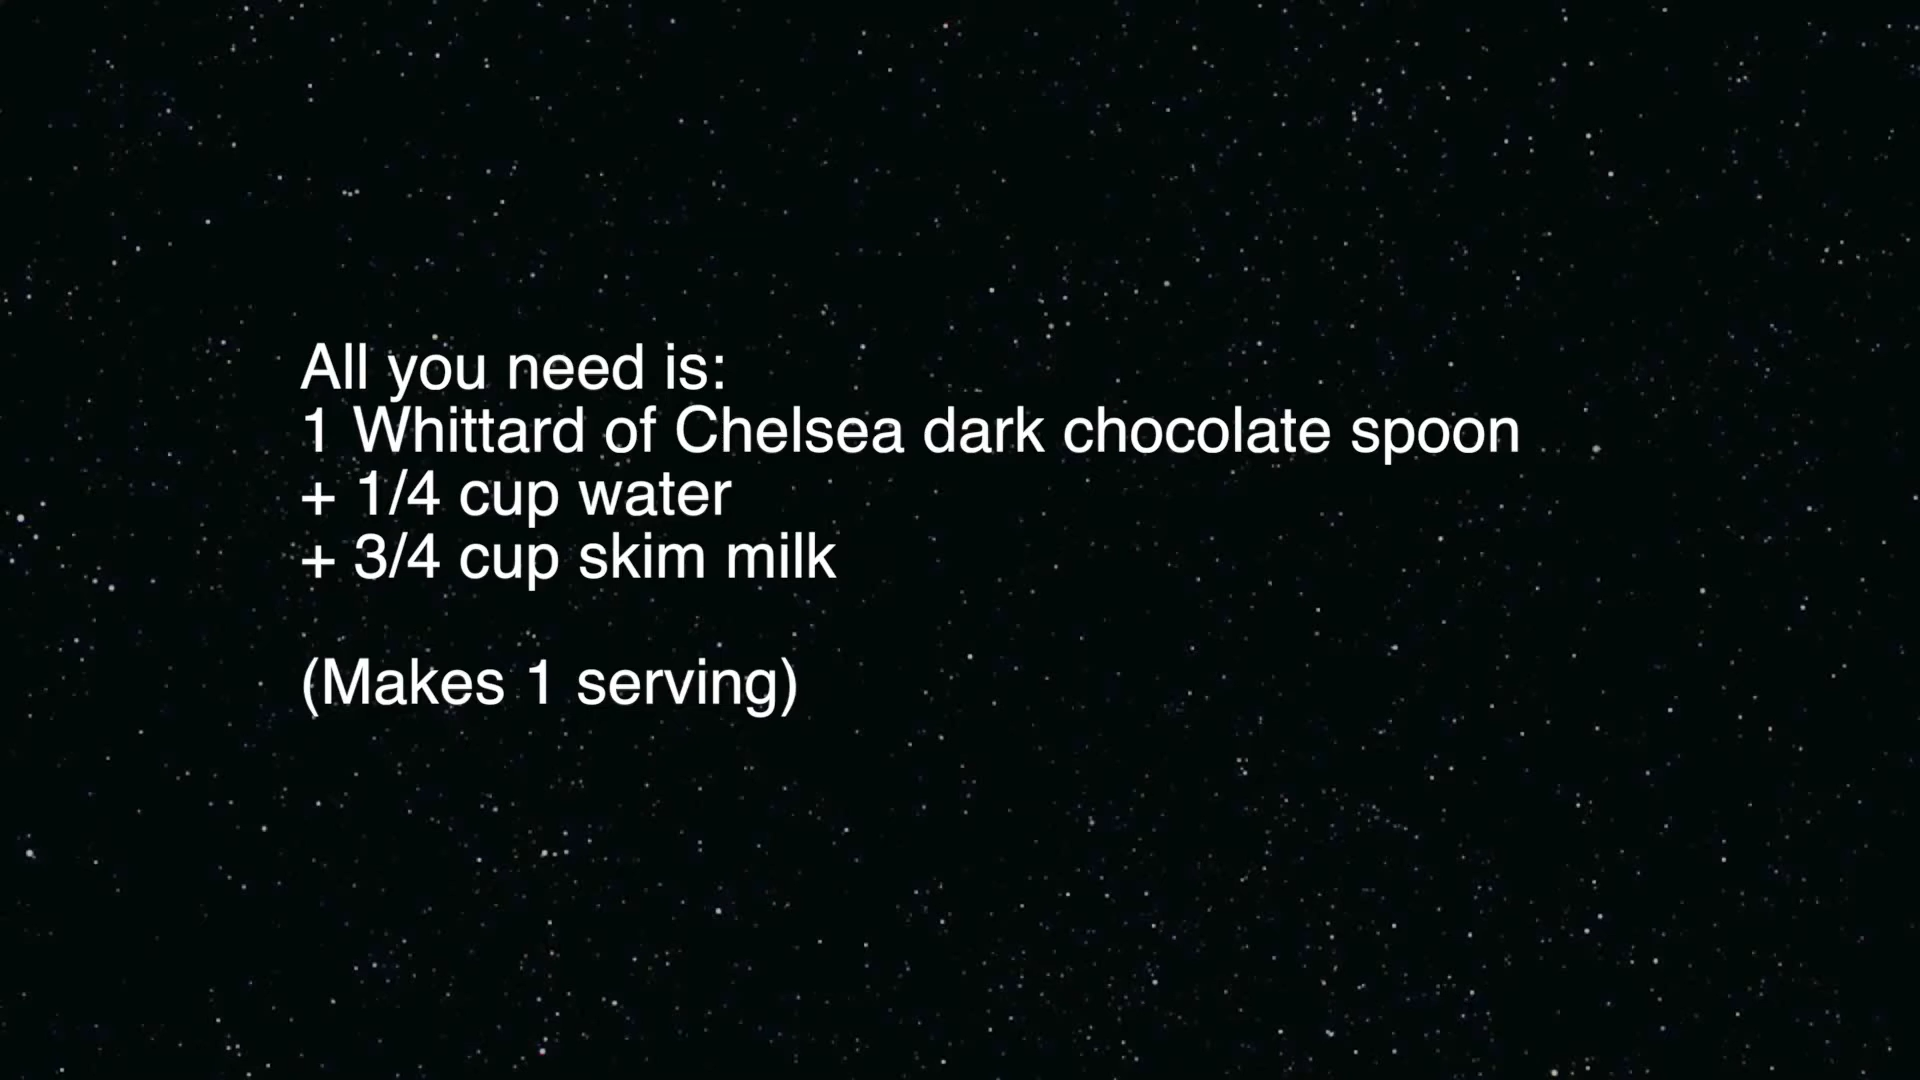 All you need is:
1 Whittard of Chelsea dark chocolate spoon
+ 1/4 cup water
+ 3/4 cup skim milk
(Makes 1 serving)